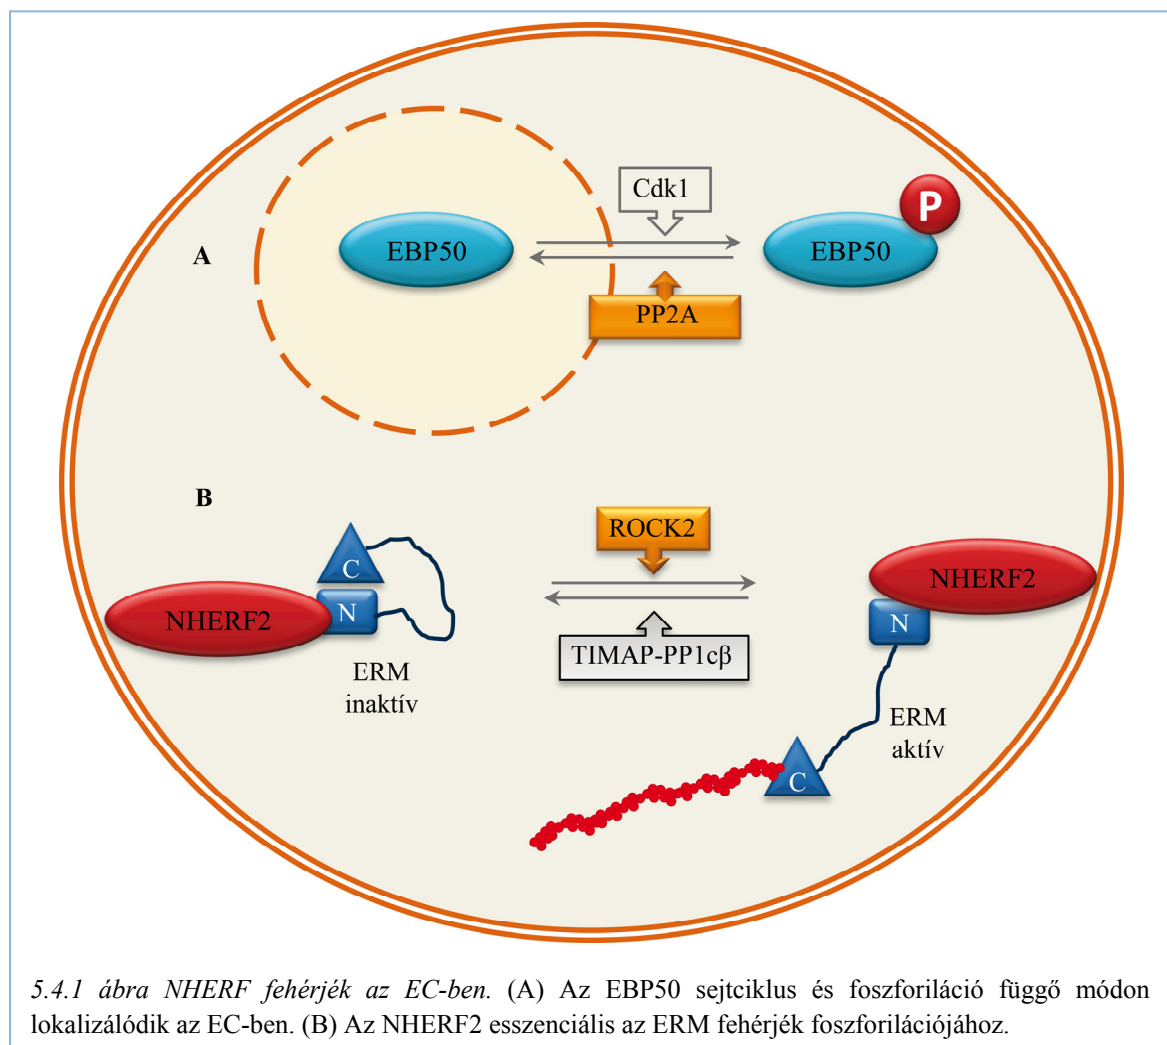 Cdk1
P
A
EBP50
EBP50
PP2A
B
ROCK2
C
NHERF2
NHERF2
N
N
TIMAP-PP1cβ
ERM
inaktív
ERM
aktív
C
5.4.1 ábra NHERF fehérjék az EC-ben. (A) Az EBP50 sejtciklus és foszforiláció függő módon
lokalizálódik az EC-ben. (B) Az NHERF2 esszenciális az ERM fehérjék foszforilációjához.